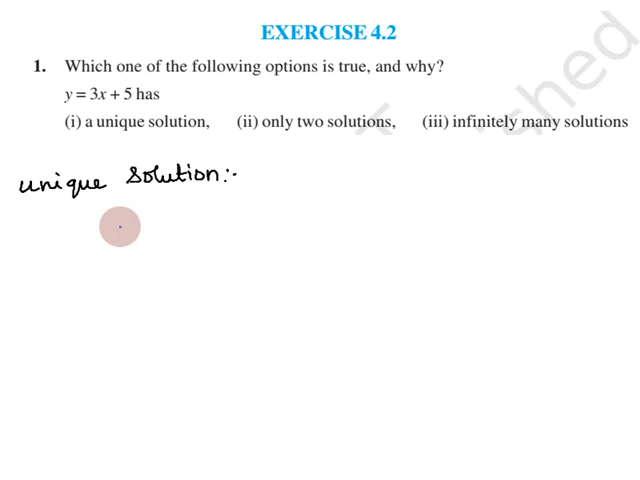 EXERCISE 4.2
1. Which one of the following options is true, and why?
y = 3x + 5 has
(i) a unique solution, (ii) only two solutions, (iii) infinitely many solutions
unique solution:-